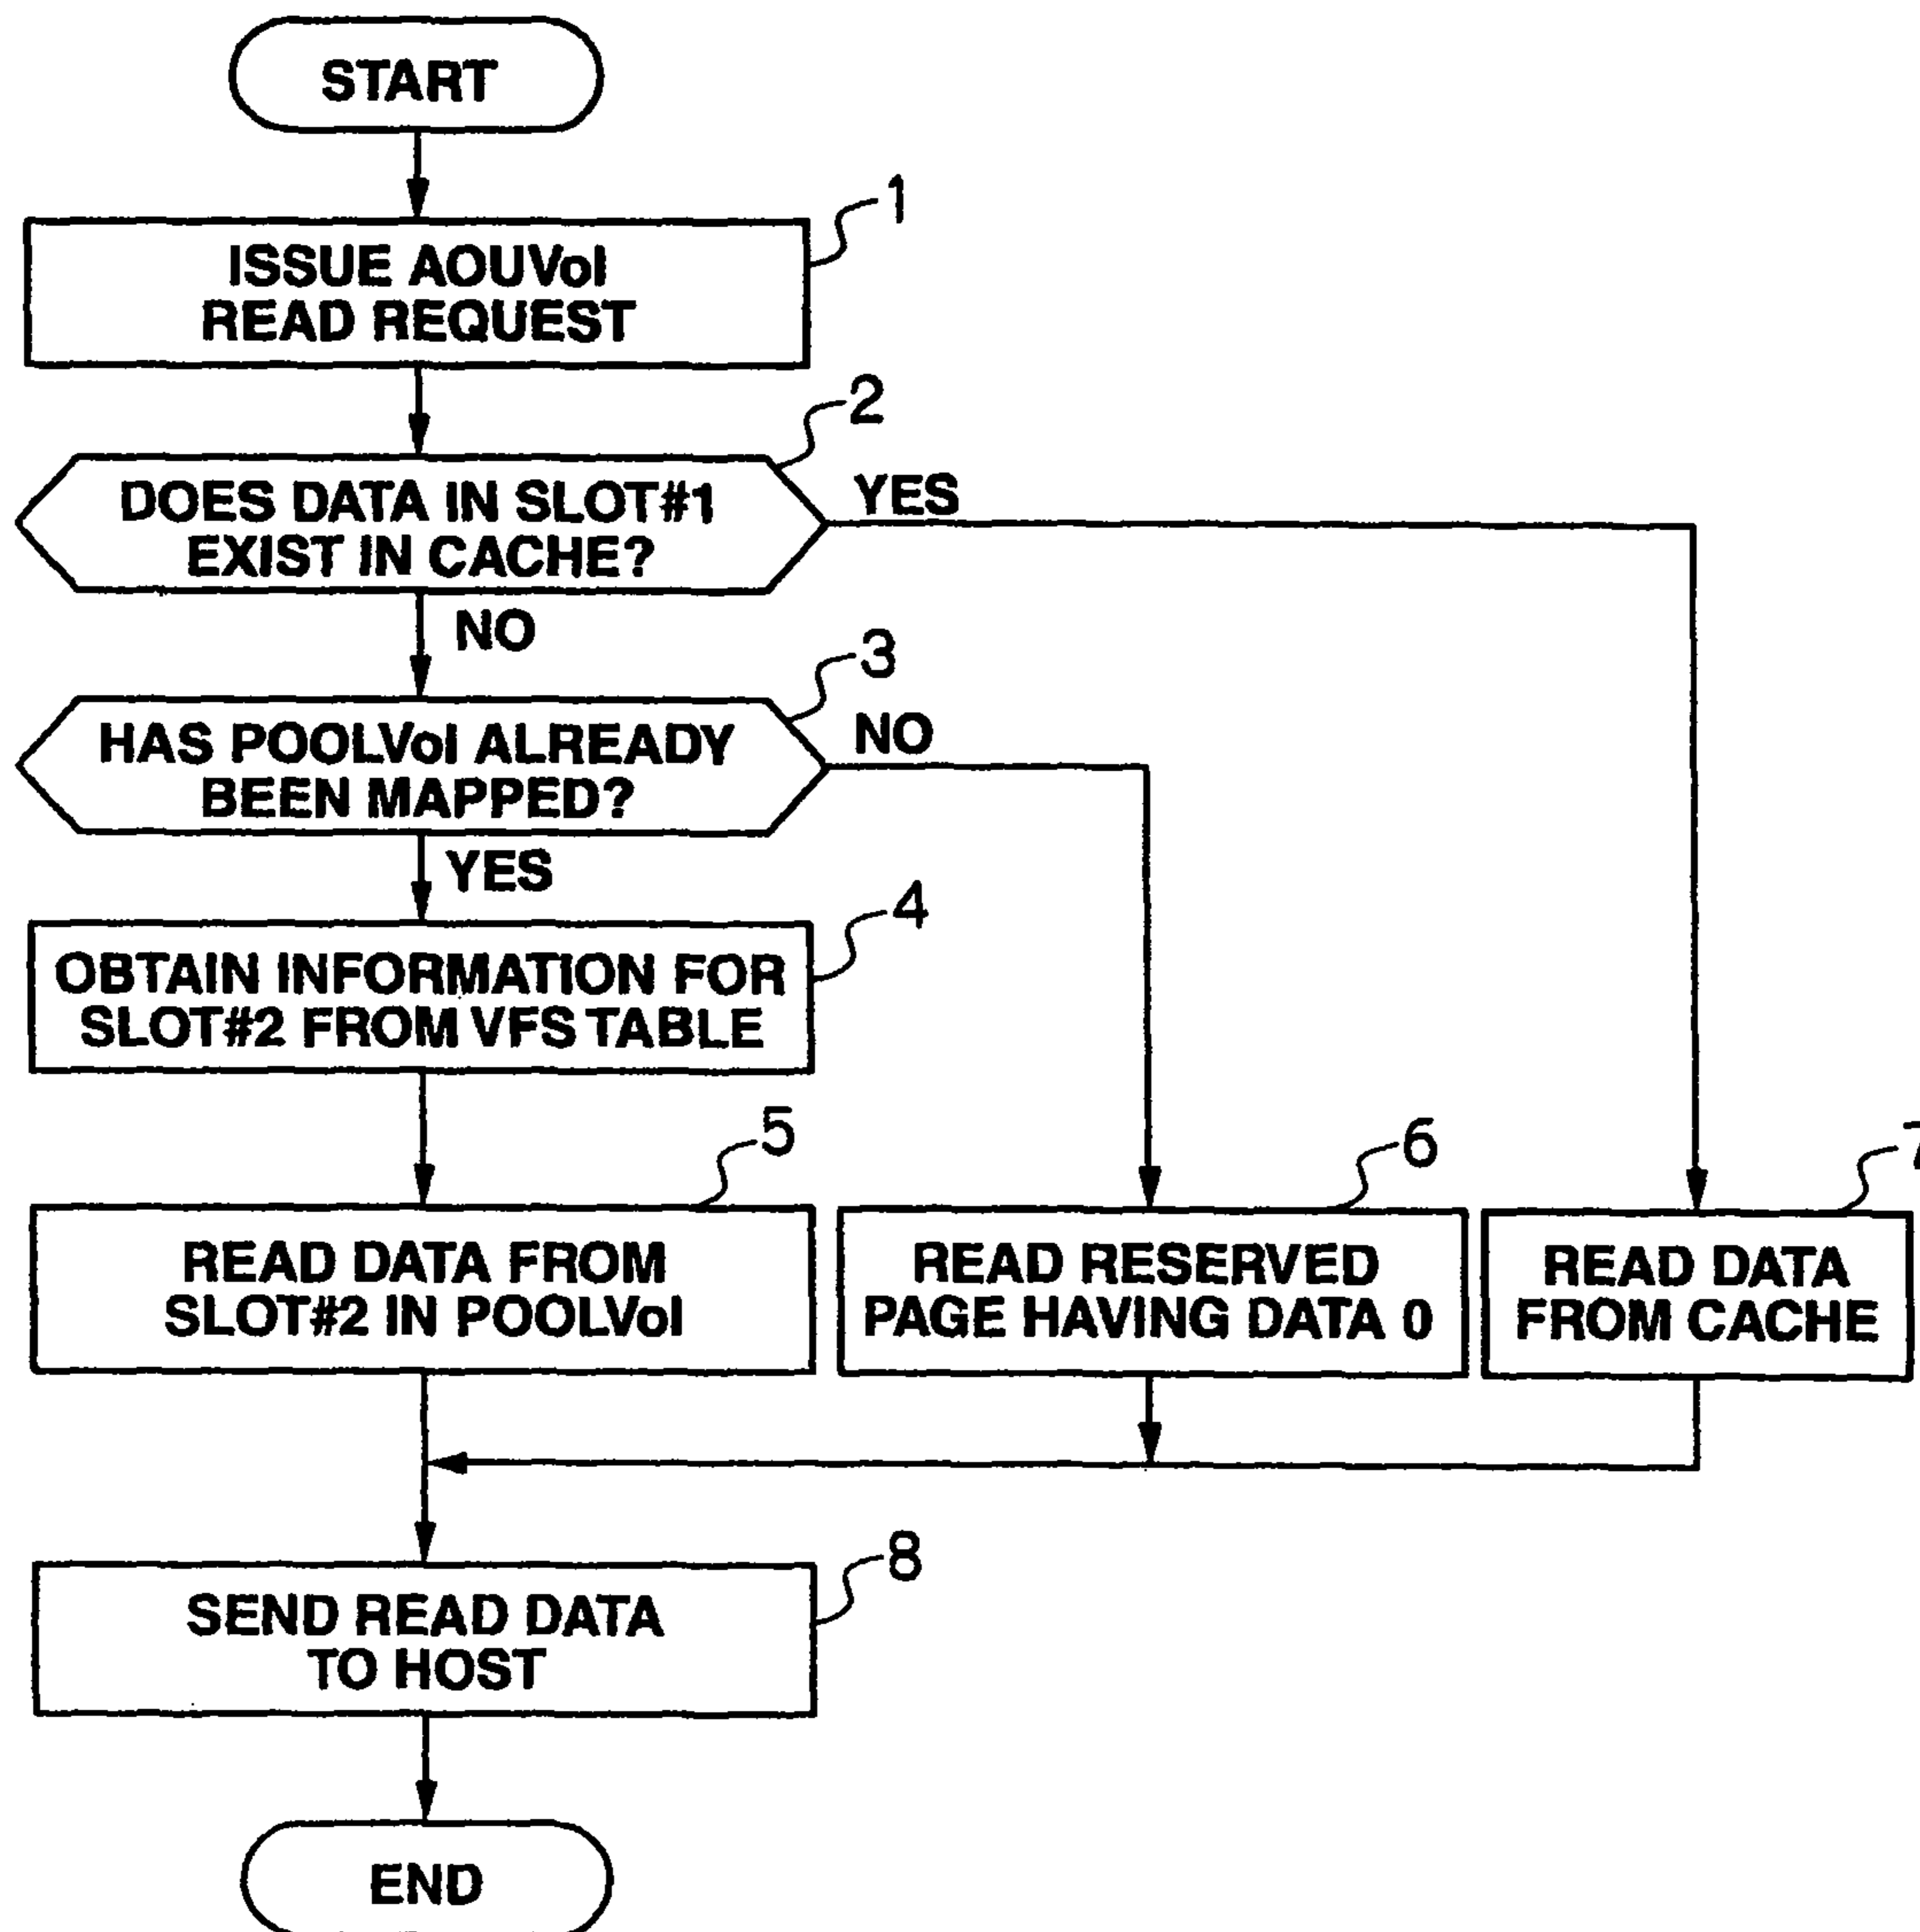 START
1
ISSUE AOUVol
READ REQUEST
2
DOES DATA IN SLOT#1
EXIST IN CACHE?
YES
NO
3
HAS POOLVol ALREADY
BEEN MAPPED?
NO
YES
4
OBTAIN INFORMATION FOR
SLOT#2 FROM VFS TABLE
5
READ DATA FROM
SLOT#2 IN POOLVol
6
READ RESERVED
PAGE HAVING DATA 0
7
READ DATA
FROM CACHE
8
SEND READ DATA
TO HOST
END